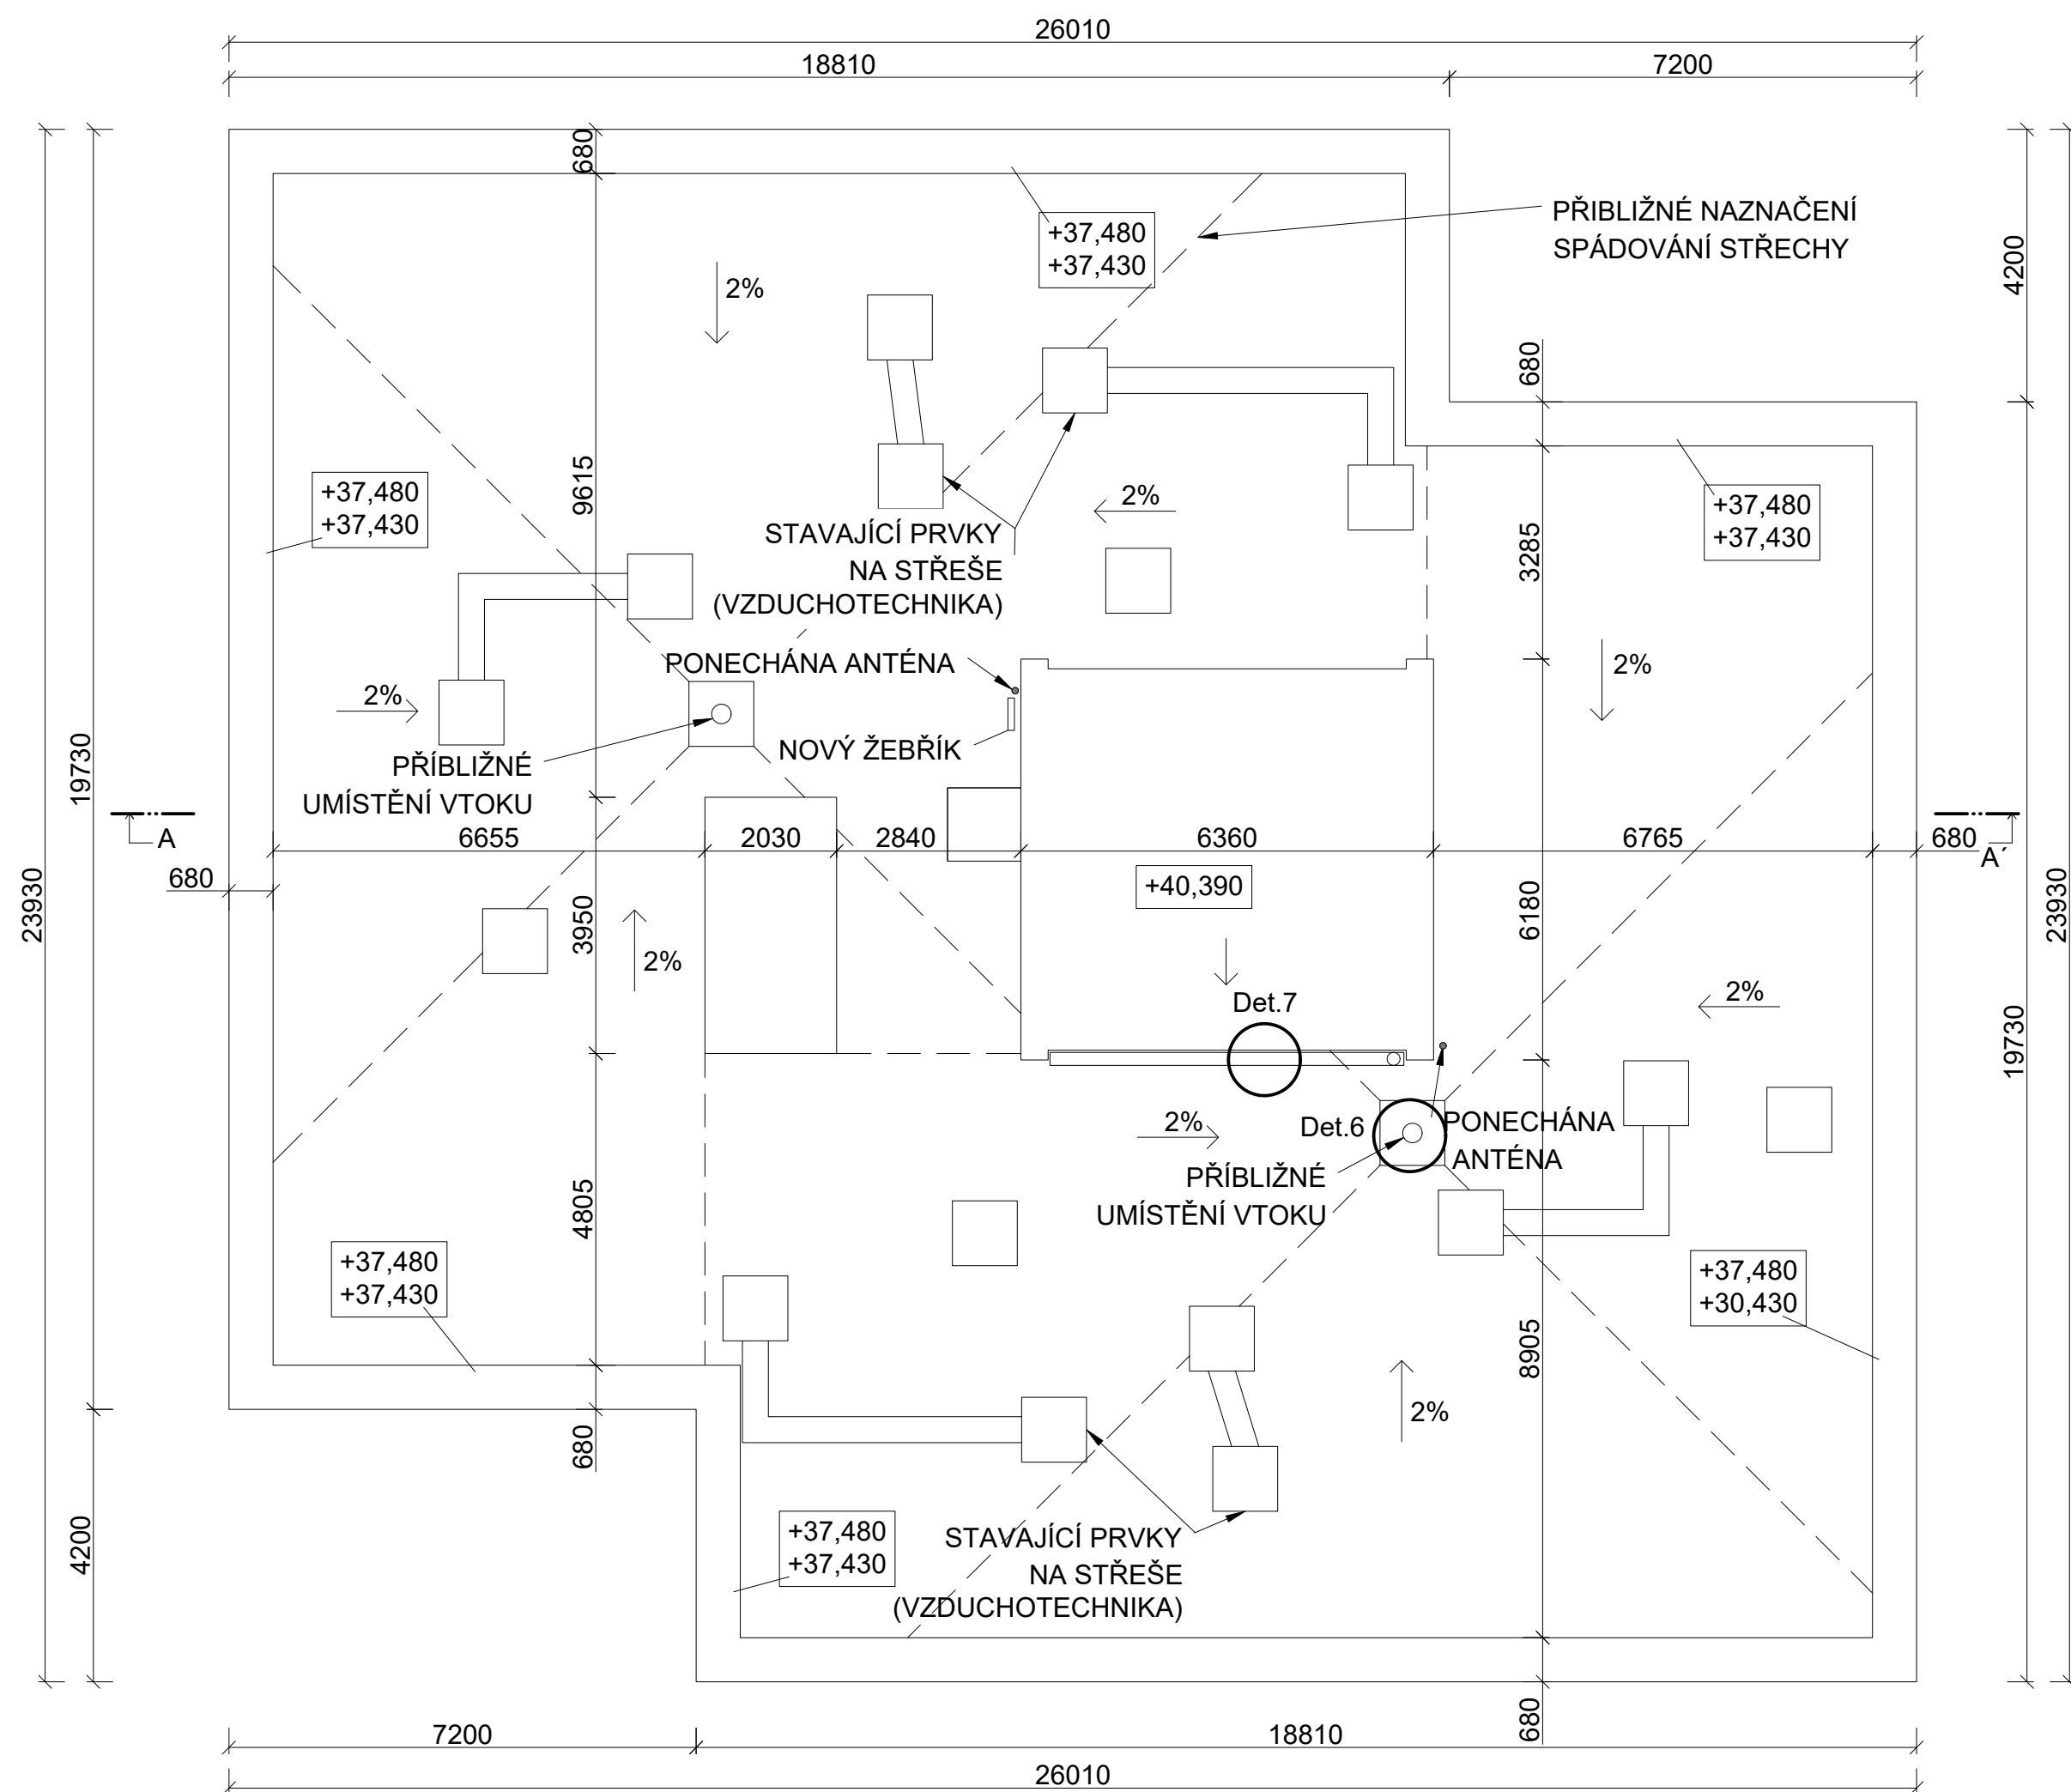 26010
18810
7200
680
PŘIBLIŽNÉ NAZNAČENÍ
SPÁDOVÁNÍ STŘECHY
+37,480
+37,430
4200
2%
680
9615
+37,480
+37,430
2%
+37,480
+37,430
STAVAJÍCÍ PRVKY
NA STŘEŠE
(VZDUCHOTECHNIKA)
3285
PONECHÁNA ANTÉNA
2%
2%
NOVÝ ŽEBŘÍK
PŘÍBLIŽNÉ
UMÍSTĚNÍ VTOKU
19730
A
6655
2030
2840
6360
6765
680
A´
680
+40,390
23930
3950
6180
23930
2%
Det.7
2%
19730
2%
Det.6
PONECHÁNA
ANTÉNA
PŘÍBLIŽNÉ
UMÍSTĚNÍ VTOKU
4805
+37,480
+37,430
+37,480
+30,430
8905
2%
680
4200
+37,480
+37,430
STAVAJÍCÍ PRVKY
NA STŘEŠE
(VZDUCHOTECHNIKA)
680
7200
18810
26010